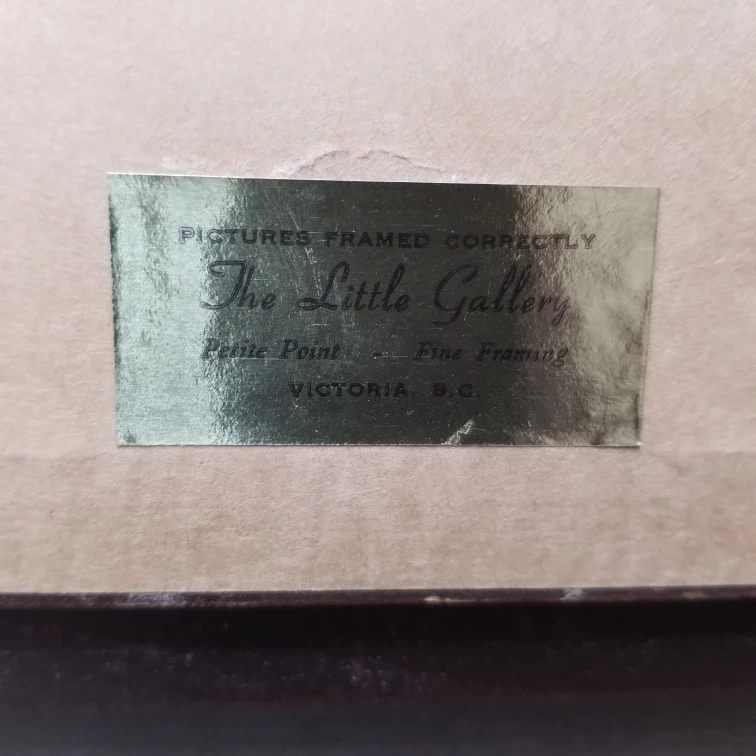 PICTURES FRAMED CORRECTLY
The Little Gallery
Petite Point - Fine Framing
VICTORIA, B.C.